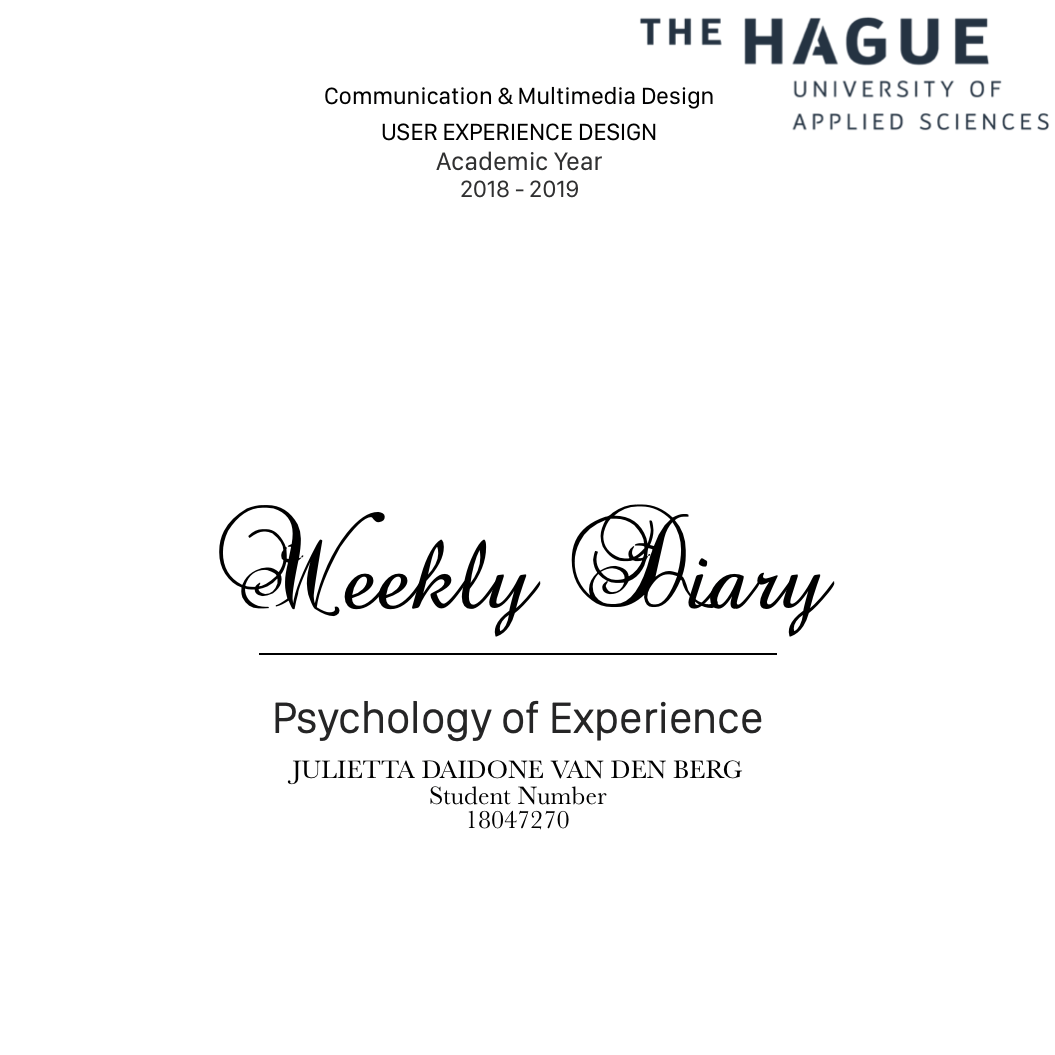 THE HAGUE
UNIVERSITY OF
APPLIED SCIENCES
Communication & Multimedia Design
USER EXPERIENCE DESIGN
Academic Year
2018 - 2019
Weekly Diary
Psychology of Experience
JULIETTA DAIDONE VAN DEN BERG
Student Number
18047270